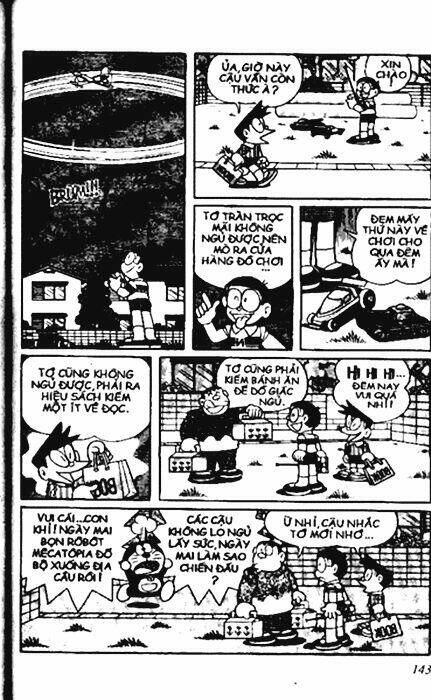 BRUMIN!
ỦA, GIỜ NÀY
CẬU VẪN CÒN
THỨC À?
XIN
CHÀO!
TỚ TRẰN TRỌC
MÃI KHÔNG
NGỦ ĐƯỢC, NÊN
MÒ RA CỬA
HÀNG ĐỒ CHƠI
...
ĐEM MẤY
THỨ NÀY VỀ
CHƠI CHO
QUA ĐÊM
ẤY MÀ!
TỚ CŨNG KHÔNG
NGỦ ĐƯỢC, PHẢI RA
HIỆU SÁCH KIẾM
MỘT ÍT VỀ ĐỌC.
BOOK
TỚ CŨNG PHẢI
KIẾM BÁNH ĂN
ĐỂ DỖ GIẤC
NGỦ.
HI HI HI...
ĐÊM NAY
VUI QUÁ
NHỈ!
BOOK
VUI CÁI...CON
KHỈ! NGÀY MAI
BỌN RÔBỐT
MÊCATÔPIA ĐỔ
BỘ XUỐNG ĐỊA
CẦU RỒI!
CÁC CẬU
KHÔNG LO NGỦ
LẤY SỨC, NGÀY
MAI LÀM SAO
CHIẾN ĐẤU
?
Ừ NHỈ, CẬU NHẮC
TỚ MỚI NHỚ...
BOOK
143